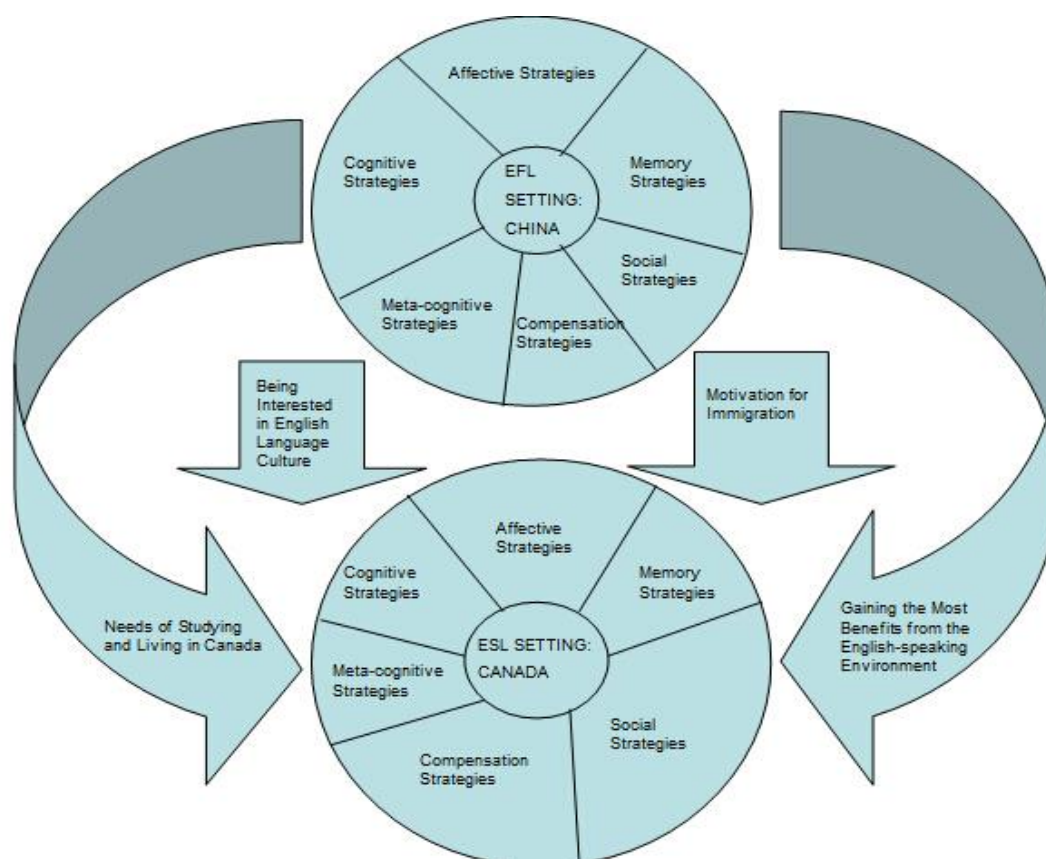 Affective Strategies
Cognitive
Strategies
EFL
SETTING:
CHINA
Memory
Strategies
Social
Strategies
Meta-cognitive
Strategies
Compensation
Strategies
Being
Interested
in English
Language
Culture
Motivation for
Immigration
Affective
Strategies
Cognitive
Strategies
Memory
Strategies
Needs of Studying
and Living in Canada
ESL SETTING:
CANADA
Gaining the Most
Benefits from the
English-speaking
Environment
Meta-cognitive
Strategies
Social
Strategies
Compensation
Strategies